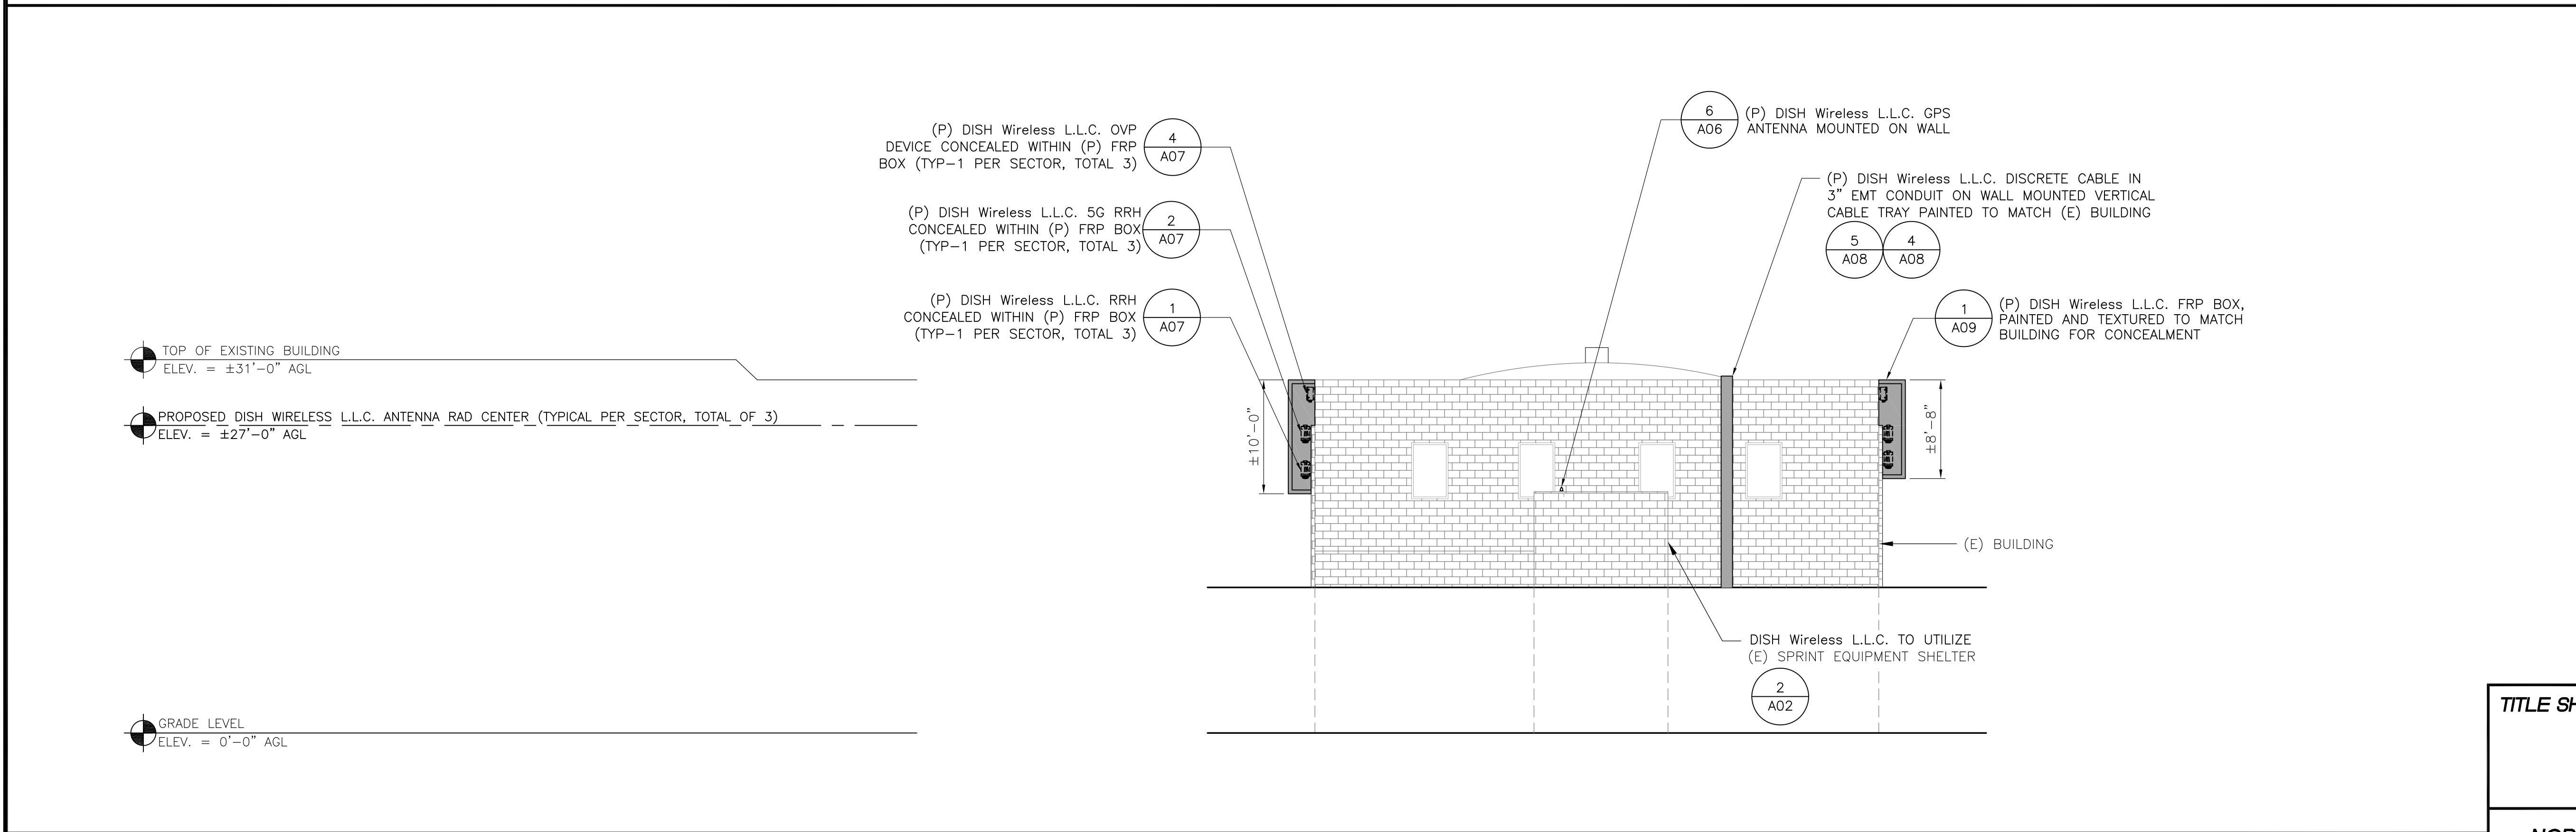 (P) DISH Wireless L.L.C. OVP
DEVICE CONCEALED WITHIN (P) FRP
BOX (TYP-1 PER SECTOR, TOTAL 3)
4
A07
(P) DISH Wireless L.L.C. 5G RRH
CONCEALED WITHIN (P) FRP BOX
(TYP-1 PER SECTOR, TOTAL 3)
2
A07
(P) DISH Wireless L.L.C. RRH
CONCEALED WITHIN (P) FRP BOX
(TYP-1 PER SECTOR, TOTAL 3)
1
A07
6
A06
(P) DISH Wireless L.L.C. GPS
ANTENNA MOUNTED ON WALL
(P) DISH Wireless L.L.C. DISCRETE CABLE IN
3" EMT CONDUIT ON WALL MOUNTED VERTICAL
CABLE TRAY PAINTED TO MATCH (E) BUILDING
5
A08
4
A08
1
A09
(P) DISH Wireless L.L.C. FRP BOX,
PAINTED AND TEXTURED TO MATCH
BUILDING FOR CONCEALMENT
TOP OF EXISTING BUILDING
ELEV. = ±31'-0" AGL
PROPOSED DISH WIRELESS L.L.C. ANTENNA RAD CENTER (TYPICAL PER SECTOR, TOTAL OF 3)
ELEV. = ±27'-0" AGL
±10'-0"
±8'-8"
(E) BUILDING
DISH Wireless L.L.C. TO UTILIZE
(E) SPRINT EQUIPMENT SHELTER
2
A02
GRADE LEVEL
ELEV. = 0'-0" AGL
TITLE SH